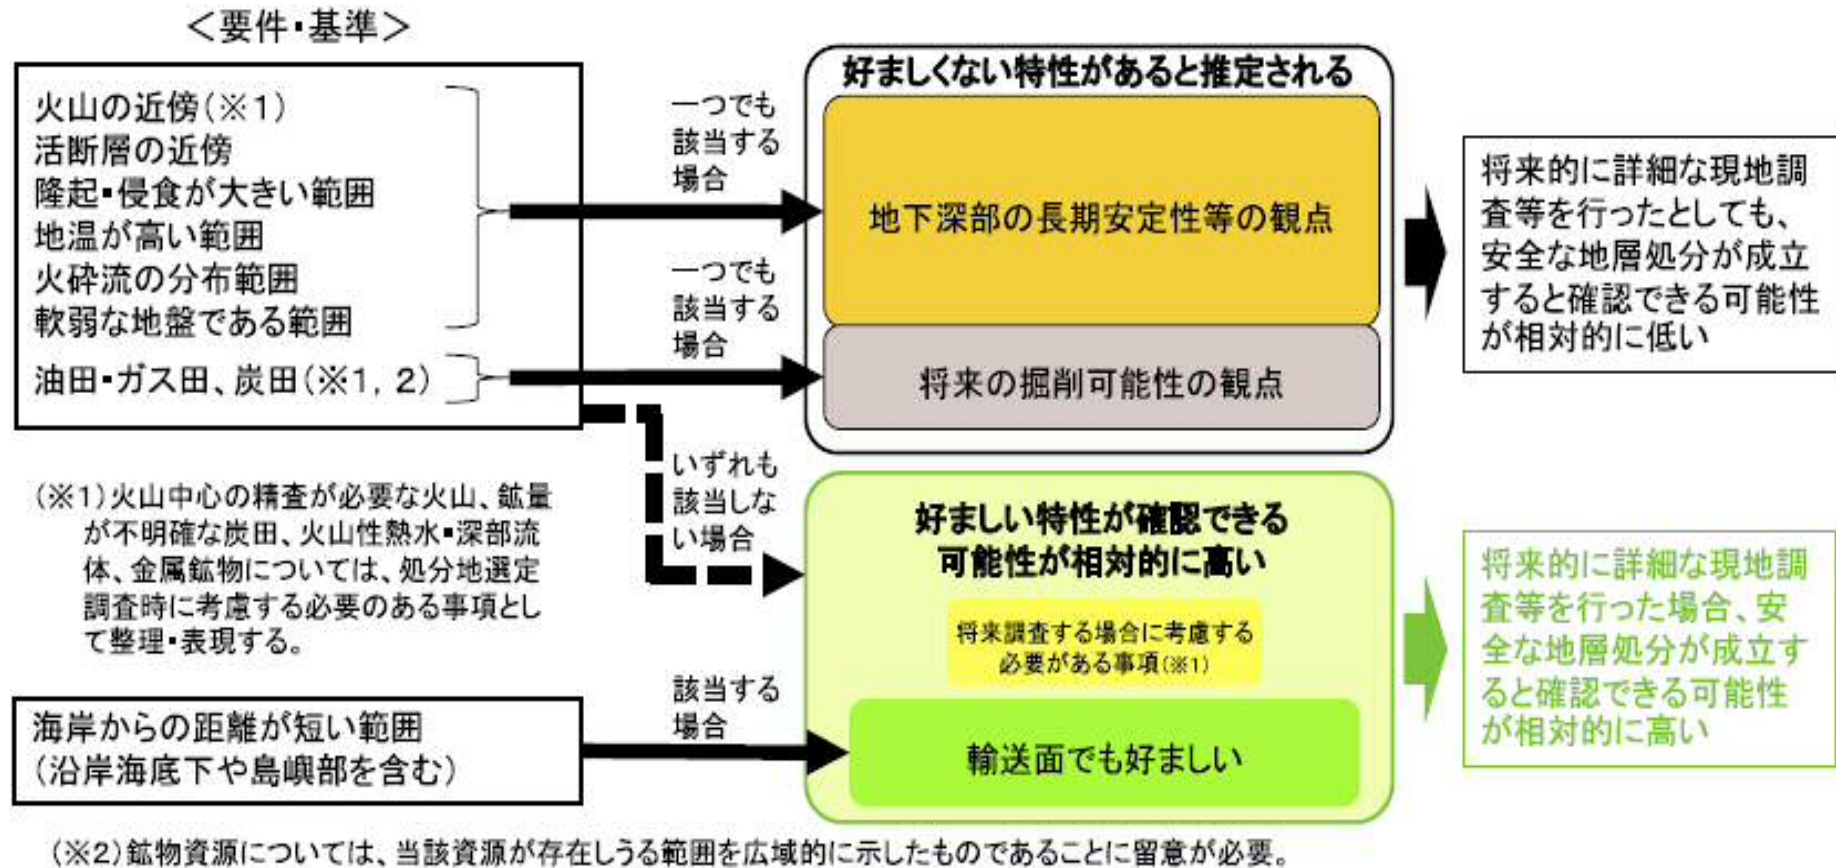 ＜要件・基準＞
火山の近傍(※1)
活断層の近傍
隆起・侵食が大きい範囲
地温が高い範囲
火砕流の分布範囲
軟弱な地盤である範囲
油田・ガス田、炭田(※1, 2)
一つでも
該当する
場合
一つでも
該当する
場合
好ましくない特性があると推定される
地下深部の長期安定性等の観点
将来の掘削可能性の観点
将来的に詳細な現地調
査等を行ったとしても、
安全な地層処分が成立
すると確認できる可能性
が相対的に低い
(※1)火山中心の精査が必要な火山、鉱量
が不明確な炭田、火山性熱水・深部流
体、金属鉱物については、処分地選定
調査時に考慮する必要のある事項とし
て整理・表現する。
いずれも
該当しな
い場合
好ましい特性が確認できる
可能性が相対的に高い
将来調査する場合に考慮する
必要がある事項(※1)
海岸からの距離が短い範囲
(沿岸海底下や島嶼部を含む)
該当する
場合
輸送面でも好ましい
将来的に詳細な現地調
査等を行った場合、安
全な地層処分が成立す
ると確認できる可能性
が相対的に高い
(※2)鉱物資源については、当該資源が存在しうる範囲を広域的に示したものであることに留意が必要。